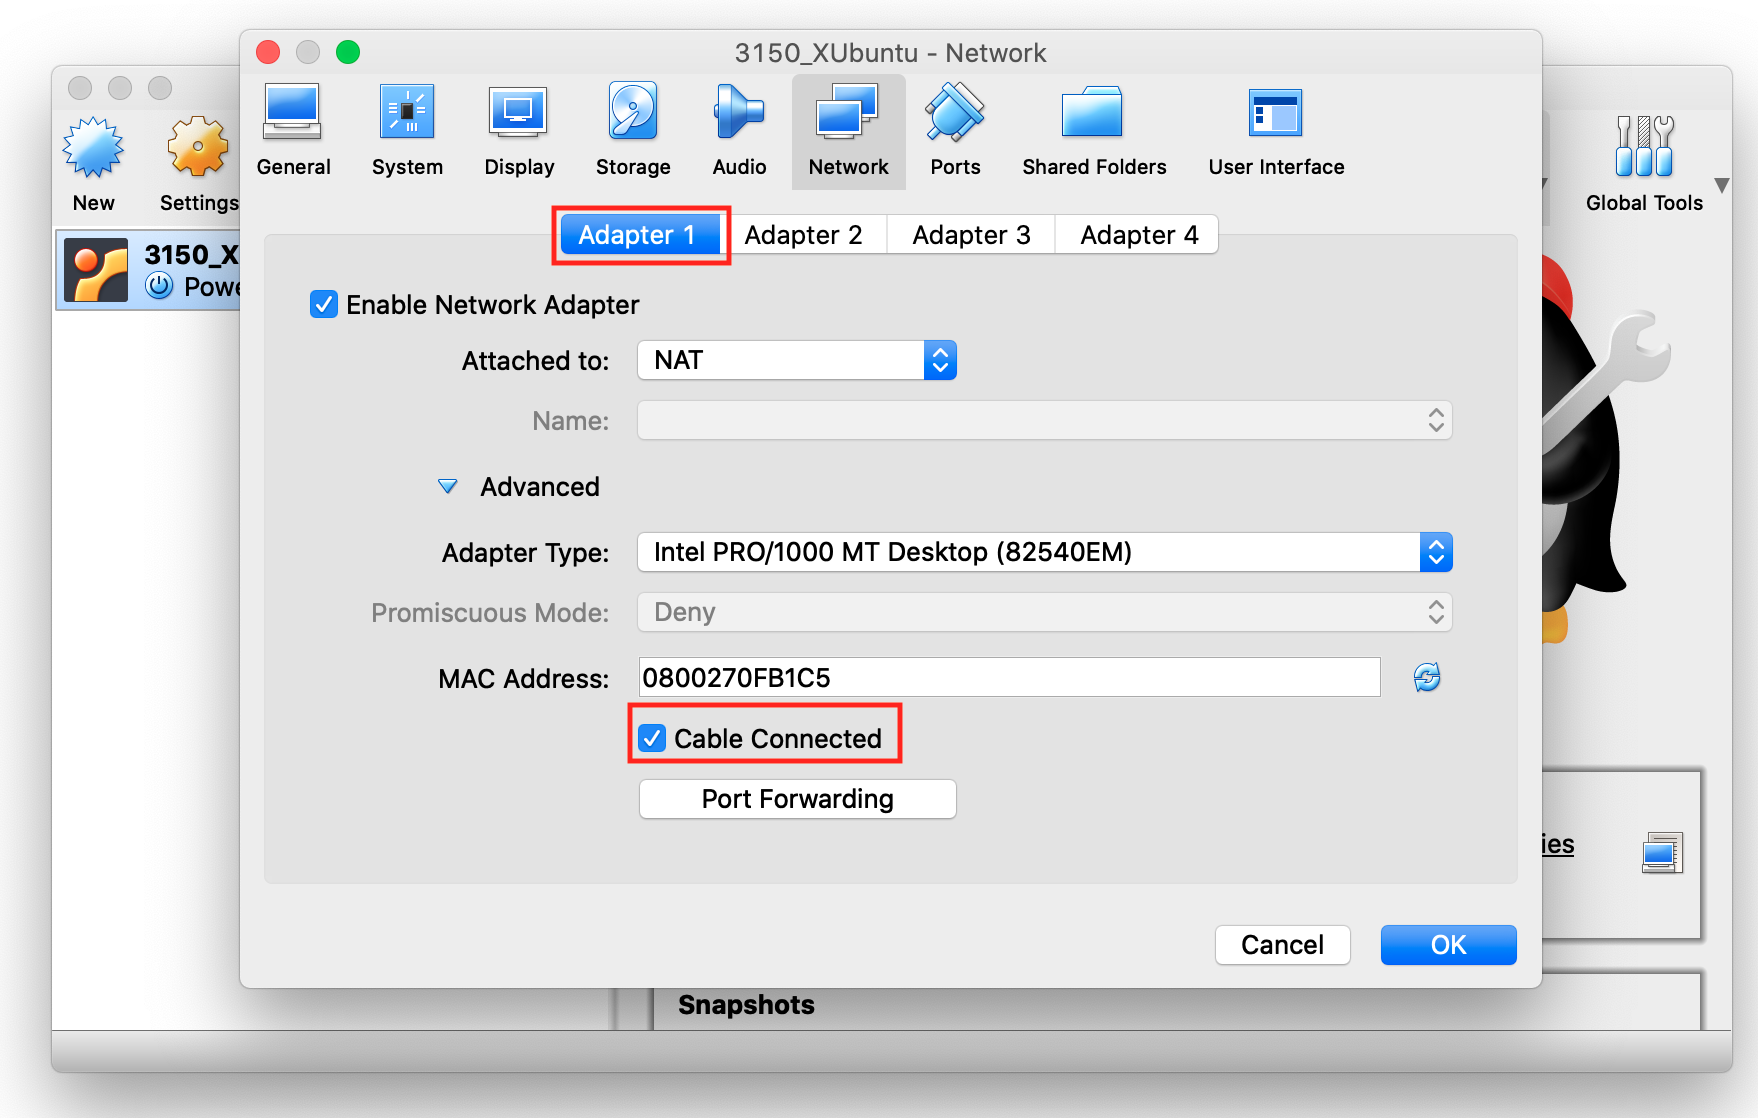 3150_XUbuntu - Network
General System Display Storage Audio Network Ports Shared Folders User Interface
New Settings
Global Tools
3150_X
Powe
Adapter 1 Adapter 2 Adapter 3 Adapter 4
Enable Network Adapter
Attached to: NAT
Name:
Advanced
Adapter Type: Intel PRO/1000 MT Desktop (82540EM)
Promiscuous Mode: Deny
MAC Address: 0800270FB1C5
Cable Connected
Port Forwarding
ies
Cancel OK
Snapshots